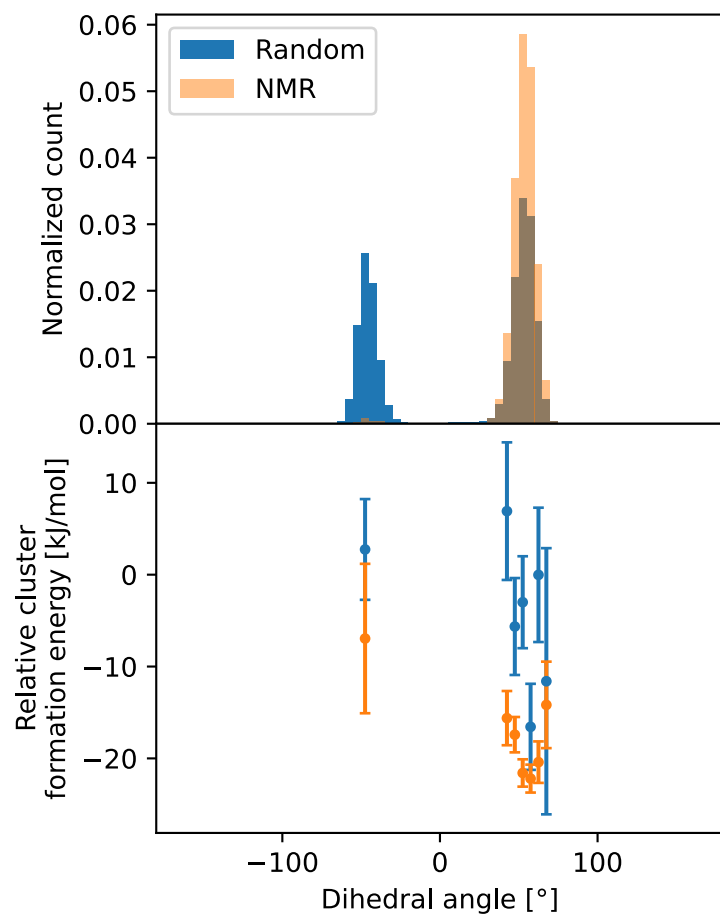 0.06
0.05
0.04
0.03
0.02
0.01
0.00
Normalized count
Random
NMR
10
0
−10
−20
Relative cluster
formation energy [kJ/mol]
−100
0
100
Dihedral angle [°]